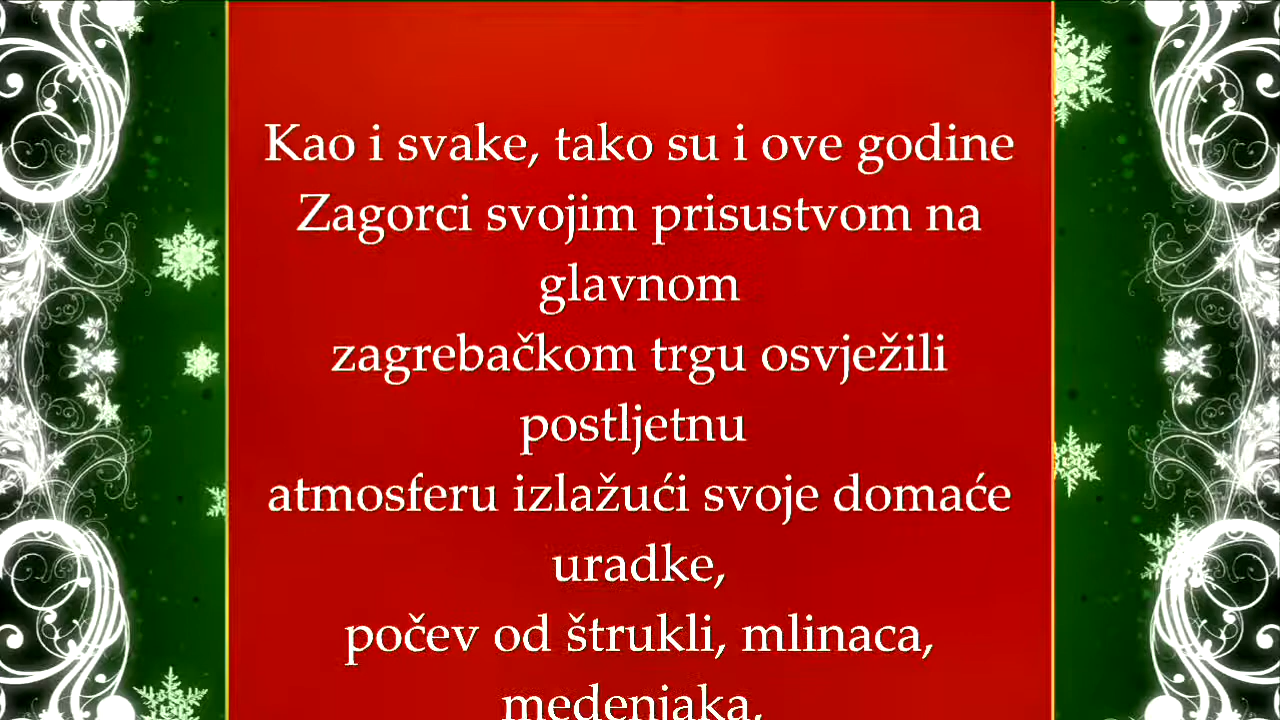 Kao i svake, tako su i ove godine
Zagorci svojim prisustvom na
glavnom
zagrebačkom trgu osvježili
postljetnu
atmosferu izlažući svoje domaće
uradke,
počev od štrukli, mlinaca,
medenjaka,